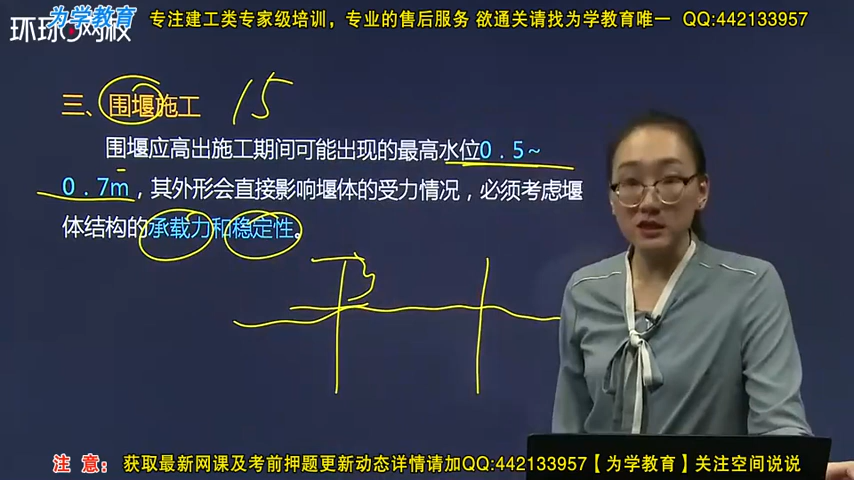 环球网校
为学教育
专注建工类专家级培训，专业的售后服务 欲通关请找为学教育唯一 QQ:442133957
三、围堰施工 15
围堰应高出施工期间可能出现的最高水位0.5~
0.7m，其外形会直接影响堰体的受力情况，必须考虑堰
体结构的承载力和稳定性。
注 意： 获取最新网课及考前押题更新动态详情请加QQ:442133957【为学教育】关注空间说说